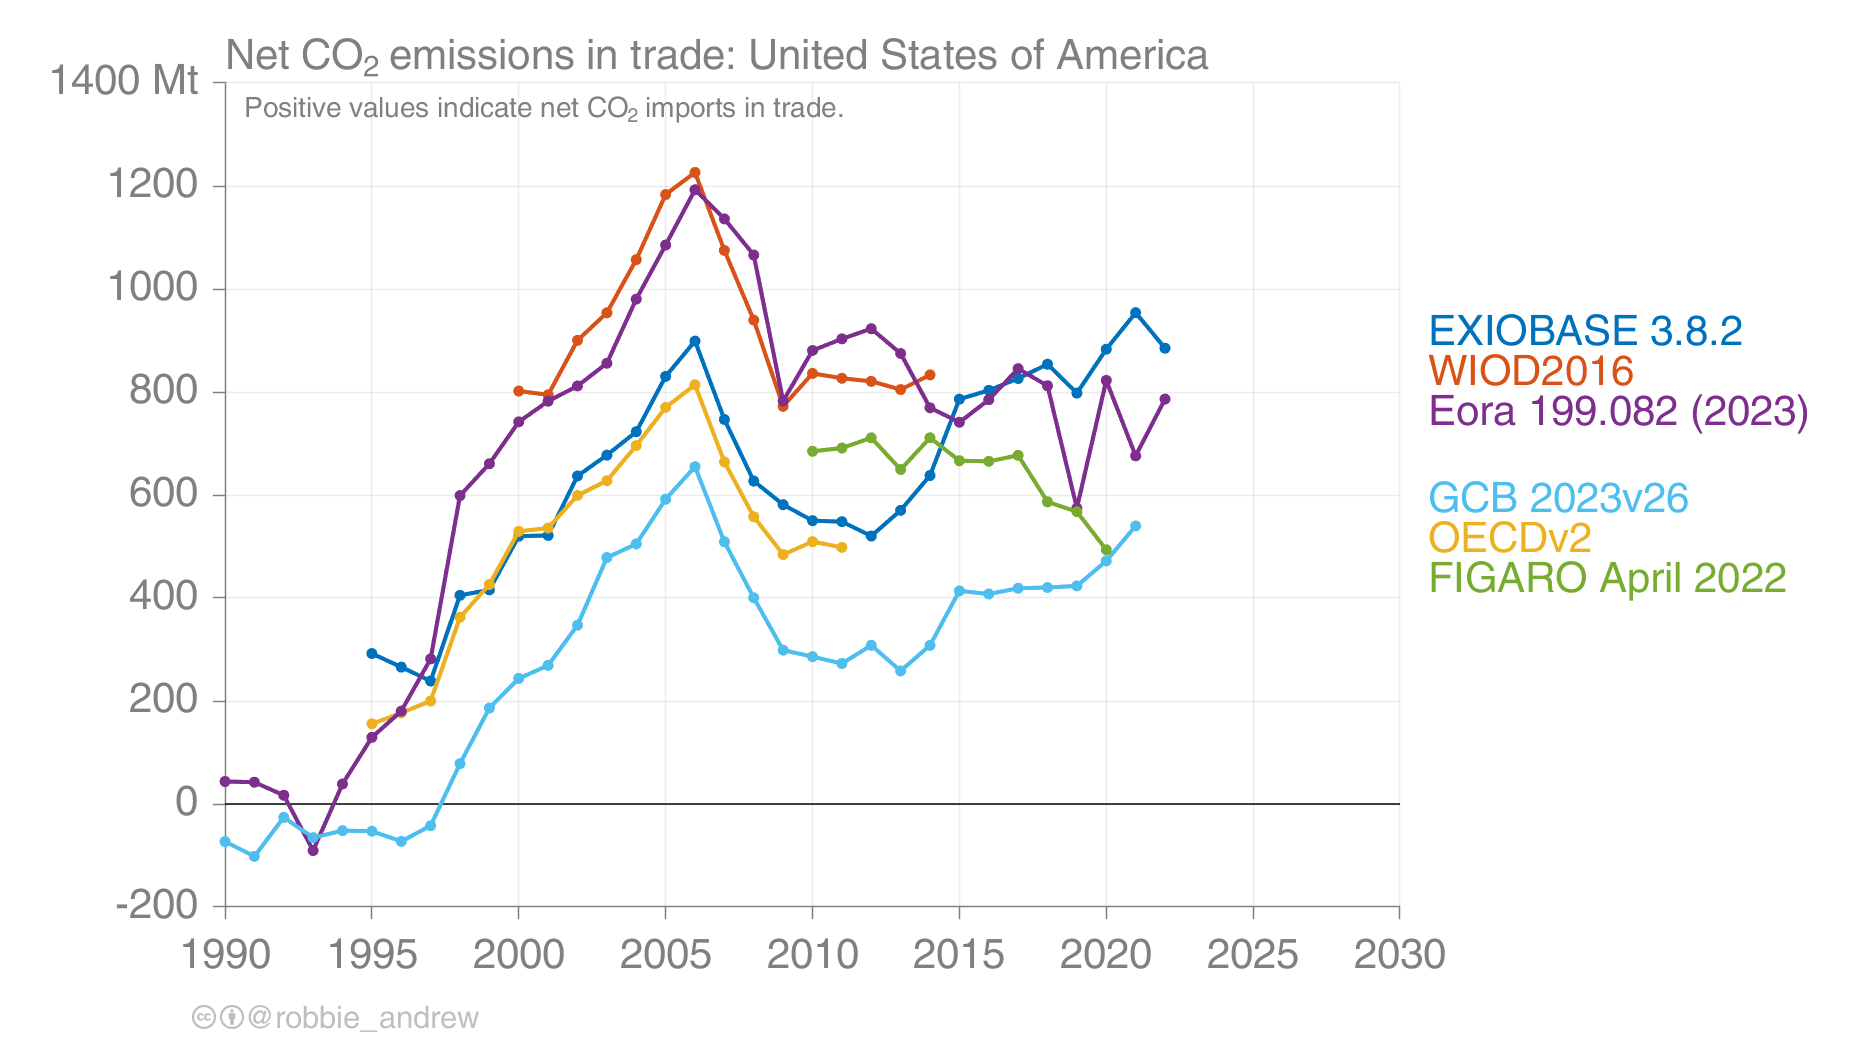 Net CO₂ emissions in trade: United States of America
1400 Mt
Positive values indicate net CO₂ imports in trade.
1200
1000
800
600
400
200
0
-200
1990 1995 2000 2005 2010 2015 2020 2025 2030
EXIOBASE 3.8.2
WIOD2016
Eora 199.082 (2023)
GCB 2023v26
OECDv2
FIGARO April 2022
cc @robbie_andrew